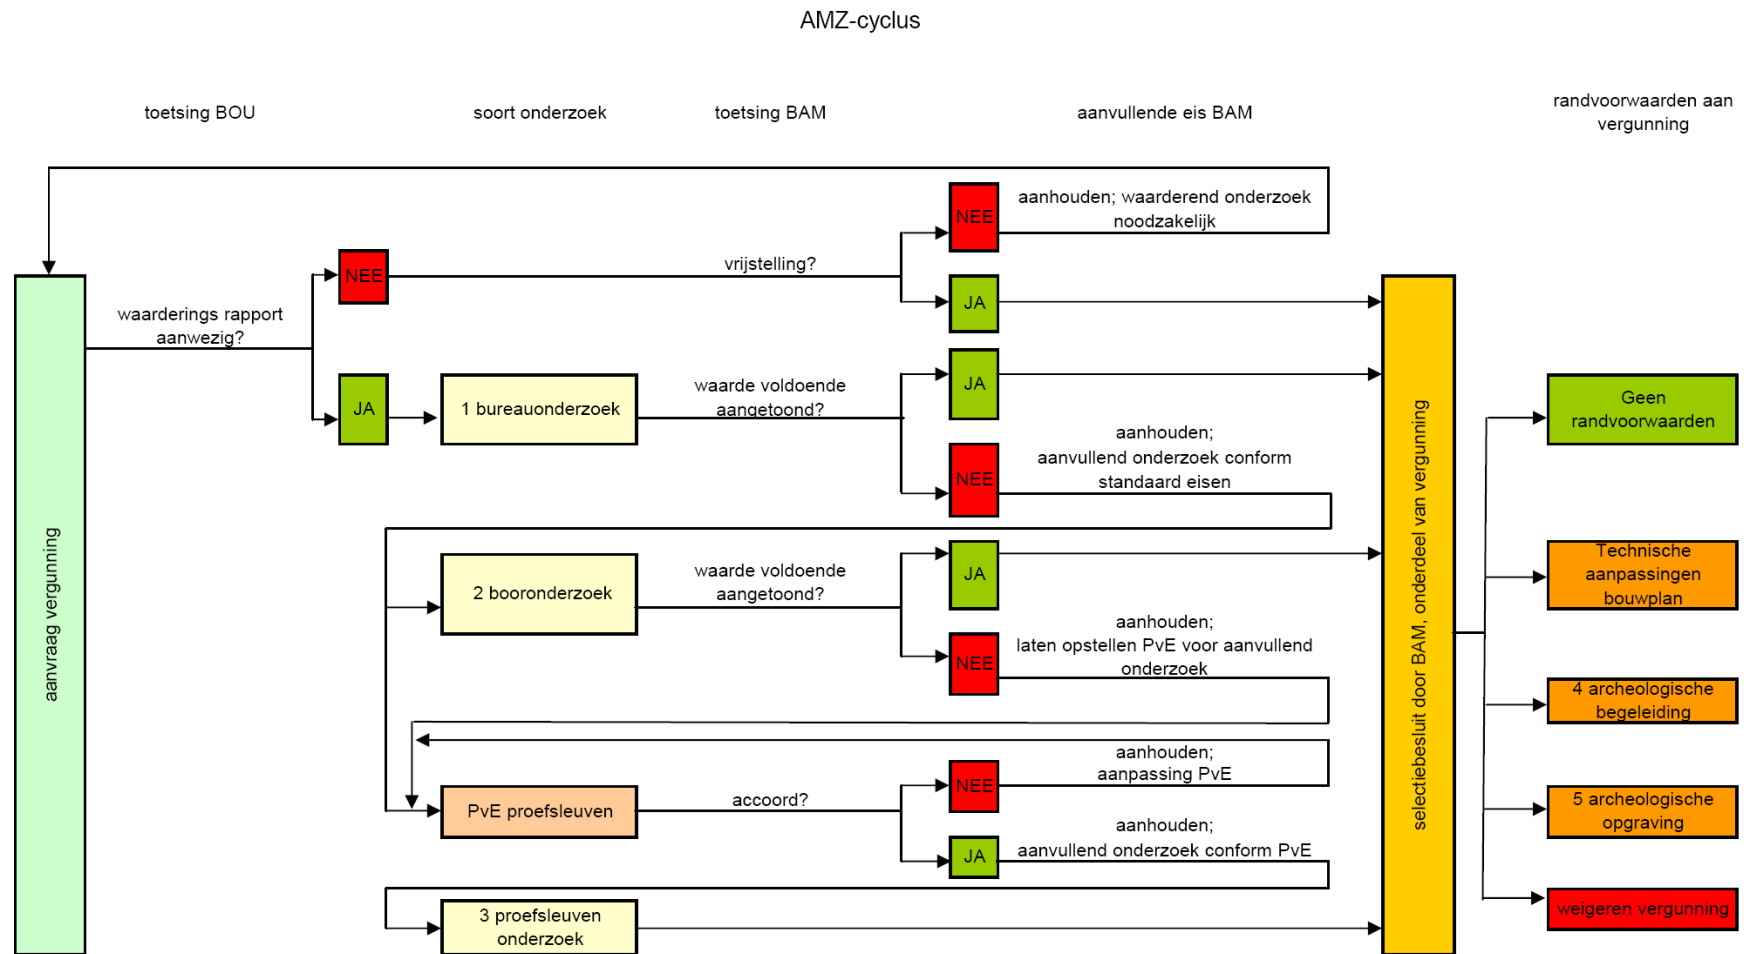 AMZ-cyclus
toetsing BOU
soort onderzoek
toetsing BAM
aanvullende eis BAM
randvoorwaarden aan
vergunning
aanvraag vergunning
waarderings rapport
aanwezig?
NEE
vrijstelling?
NEE
aanhouden; waarderend onderzoek
noodzakelijk
JA
JA
1 bureauonderzoek
waarde voldoende
aangetoond?
JA
NEE
aanhouden;
aanvullend onderzoek conform
standaard eisen
2 booronderzoek
waarde voldoende
aangetoond?
JA
NEE
aanhouden;
laten opstellen PvE voor aanvullend
onderzoek
PvE proefsleuven
accoord?
NEE
aanhouden;
aanpassing PvE
JA
aanhouden;
aanvullend onderzoek conform PvE
3 proefsleuven
onderzoek
selectiebesluit door BAM, onderdeel van vergunning
Geen
randvoorwaarden
Technische
aanpassingen
bouwplan
4 archeologische
begeleiding
5 archeologische
opgraving
weigeren vergunning